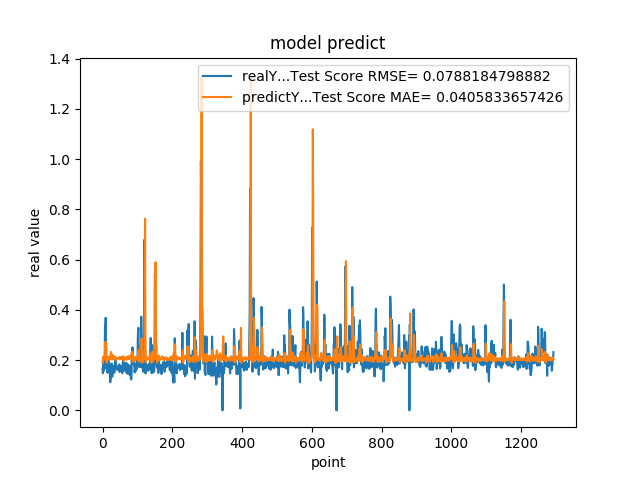 model predict
realY...Test Score RMSE= 0.0788184798882
predictY...Test Score MAE= 0.0405833657426
real value
1.4
1.2
1.0
0.8
0.6
0.4
0.2
0.0
0 200 400 600 800 1000 1200
point